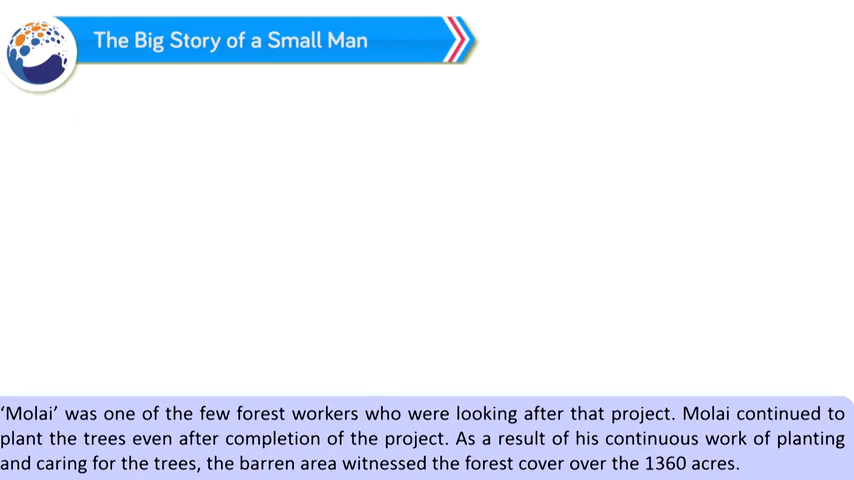 The Big Story of a Small Man
‘Molai’ was one of the few forest workers who were looking after that project. Molai continued to
plant the trees even after completion of the project. As a result of his continuous work of planting
and caring for the trees, the barren area witnessed the forest cover over the 1360 acres.